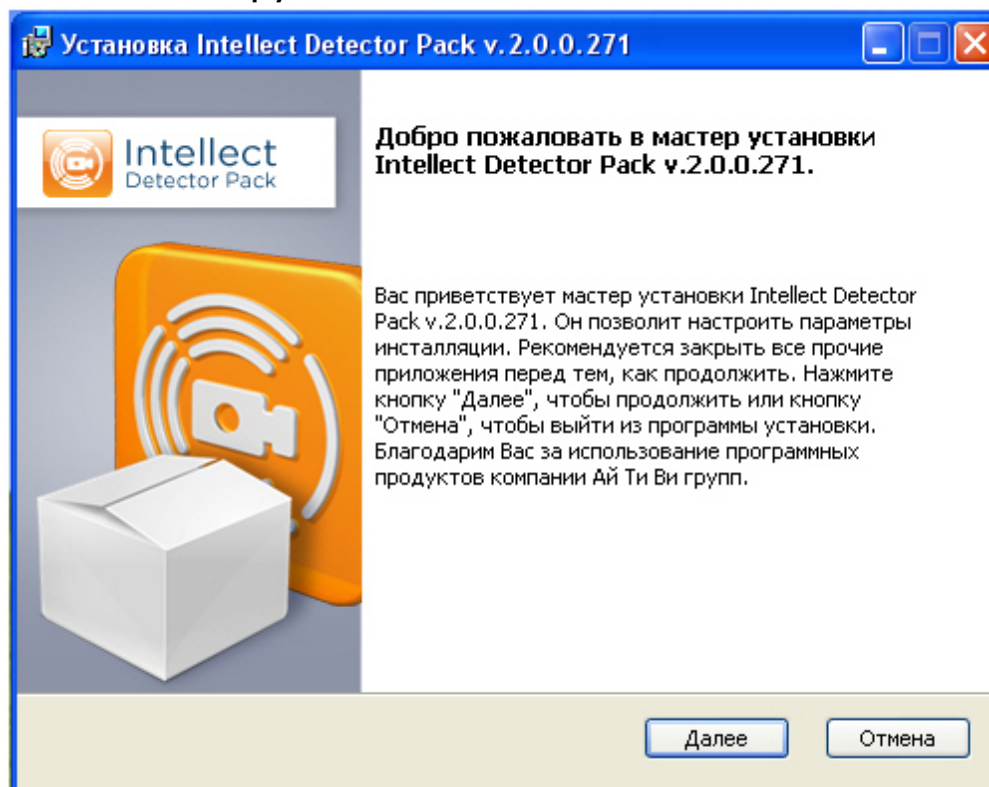 Установка Intellect Detector Pack v.2.0.0.271
Intellect
Detector Pack
Добро пожаловать в мастер установки
Intellect Detector Pack v.2.0.0.271.
Вас приветствует мастер установки Intellect Detector
Pack v.2.0.0.271. Он позволит настроить параметры
инсталляции. Рекомендуется закрыть все прочие
приложения перед тем, как продолжить. Нажмите
кнопку "Далее", чтобы продолжить или кнопку
"Отмена", чтобы выйти из программы установки.
Благодарим Вас за использование программных
продуктов компании Ай Ти Ви групп.
Далее
Отмена